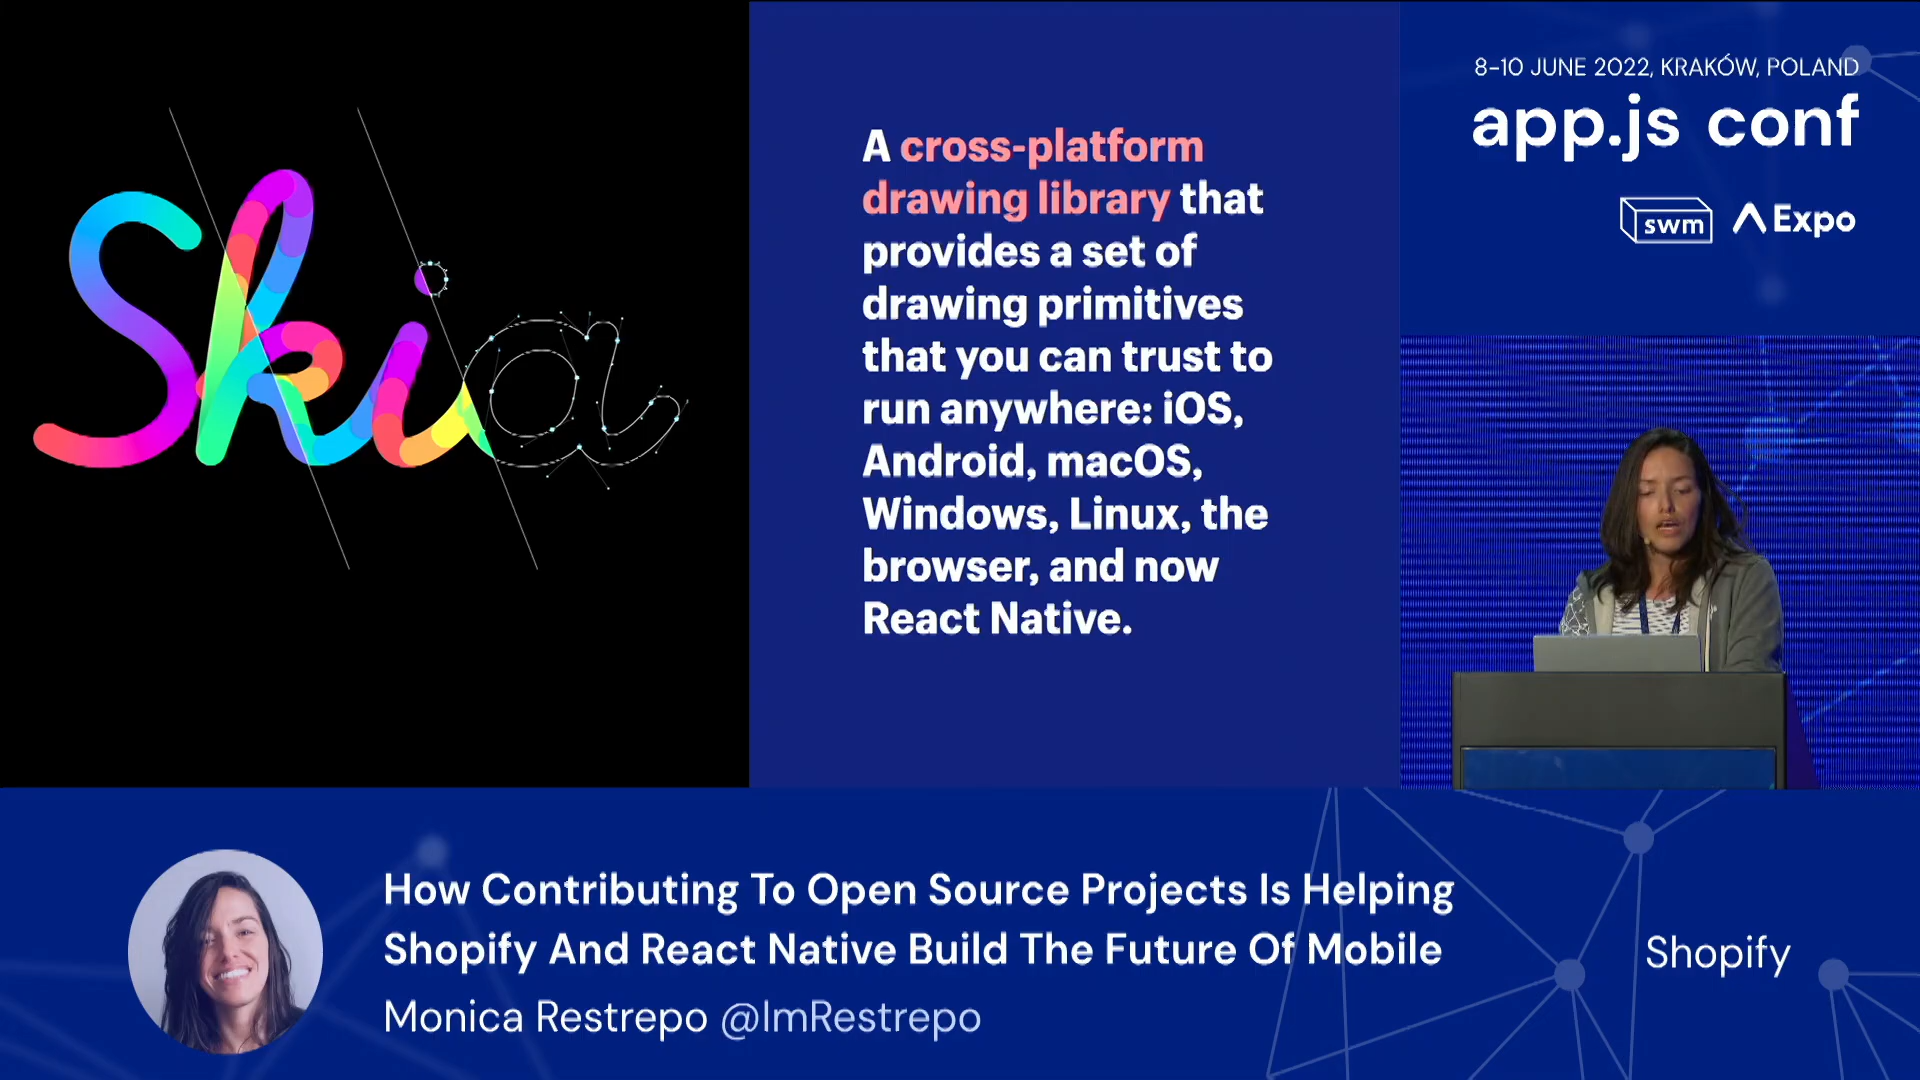 Skia
A cross-platform
drawing library that
provides a set of
drawing primitives
that you can trust to
run anywhere: iOS,
Android, macOS,
Windows, Linux, the
browser, and now
React Native.
8-10 JUNE 2022, KRAKÓW, POLAND
app.js conf
swm Expo
How Contributing To Open Source Projects Is Helping
Shopify And React Native Build The Future Of Mobile
Monica Restrepo @lmRestrepo
Shopify